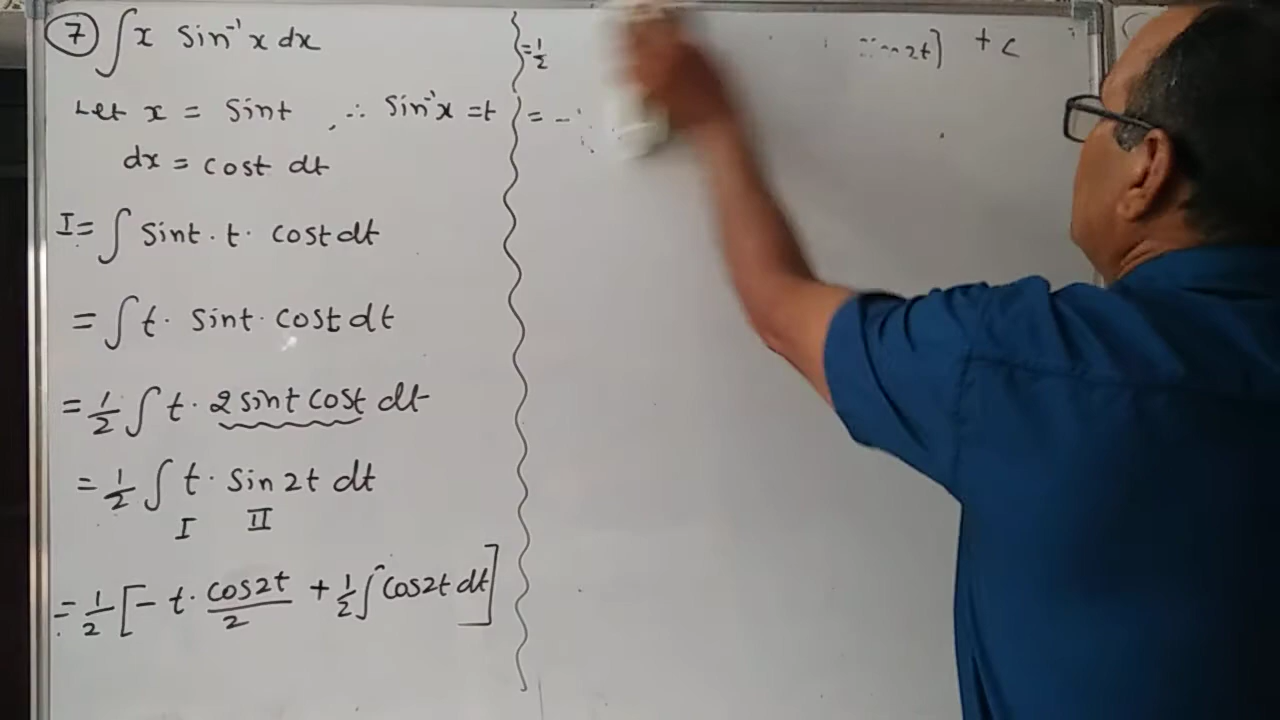 ⑦ ∫ x sin⁻¹x dx
Let x = sint , ∴ sin⁻¹x = t
dx = cost dt
I = ∫ sint · t · cost dt
= ∫ t · sint · cost dt
= 1/2 ∫ t · 2 sint cost dt
= 1/2 ∫ t · sin 2t dt
I II
= 1/2 [ - t · cos2t/2 + 1/2 ∫ cos2t dt ]
= 1/2 2t] + c
= -